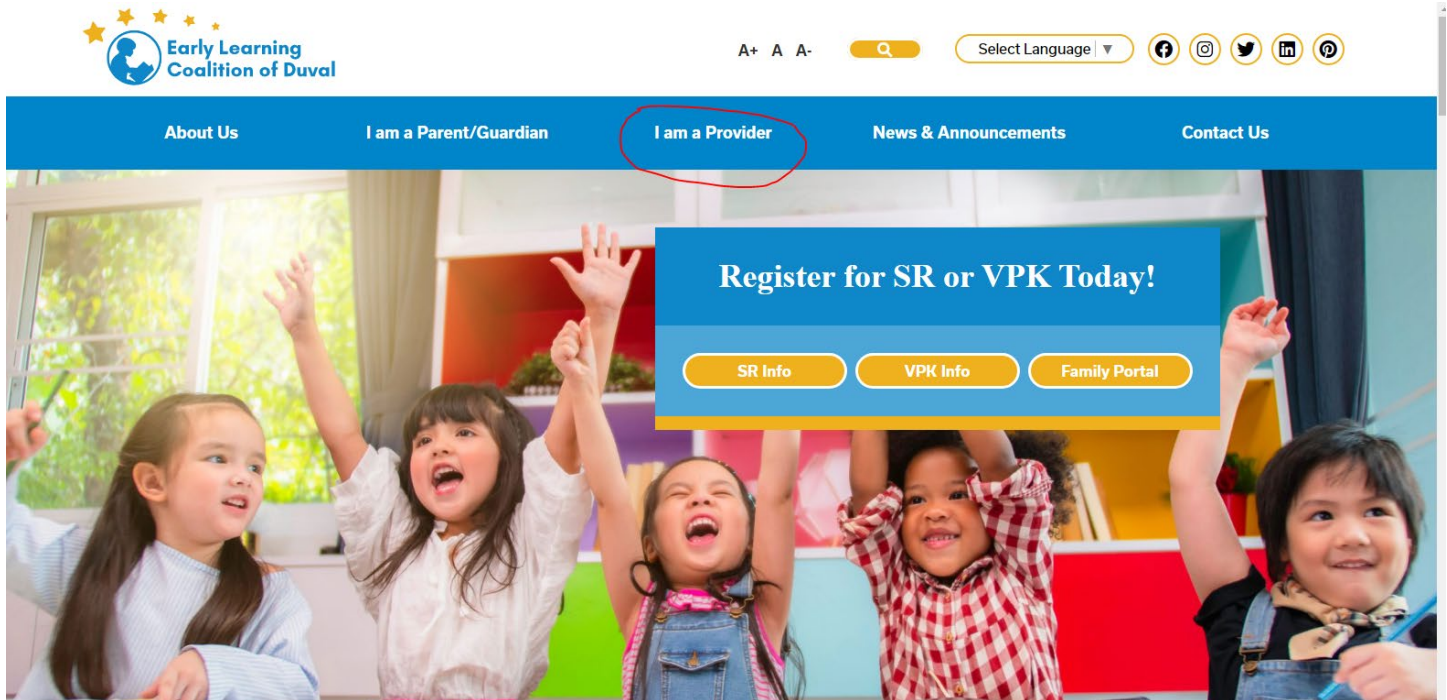 Early Learning
Coalition of Duval
A+ A A-
Select Language ▼
About Us
I am a Parent/Guardian
I am a Provider
News & Announcements
Contact Us
Register for SR or VPK Today!
SR Info
VPK Info
Family Portal